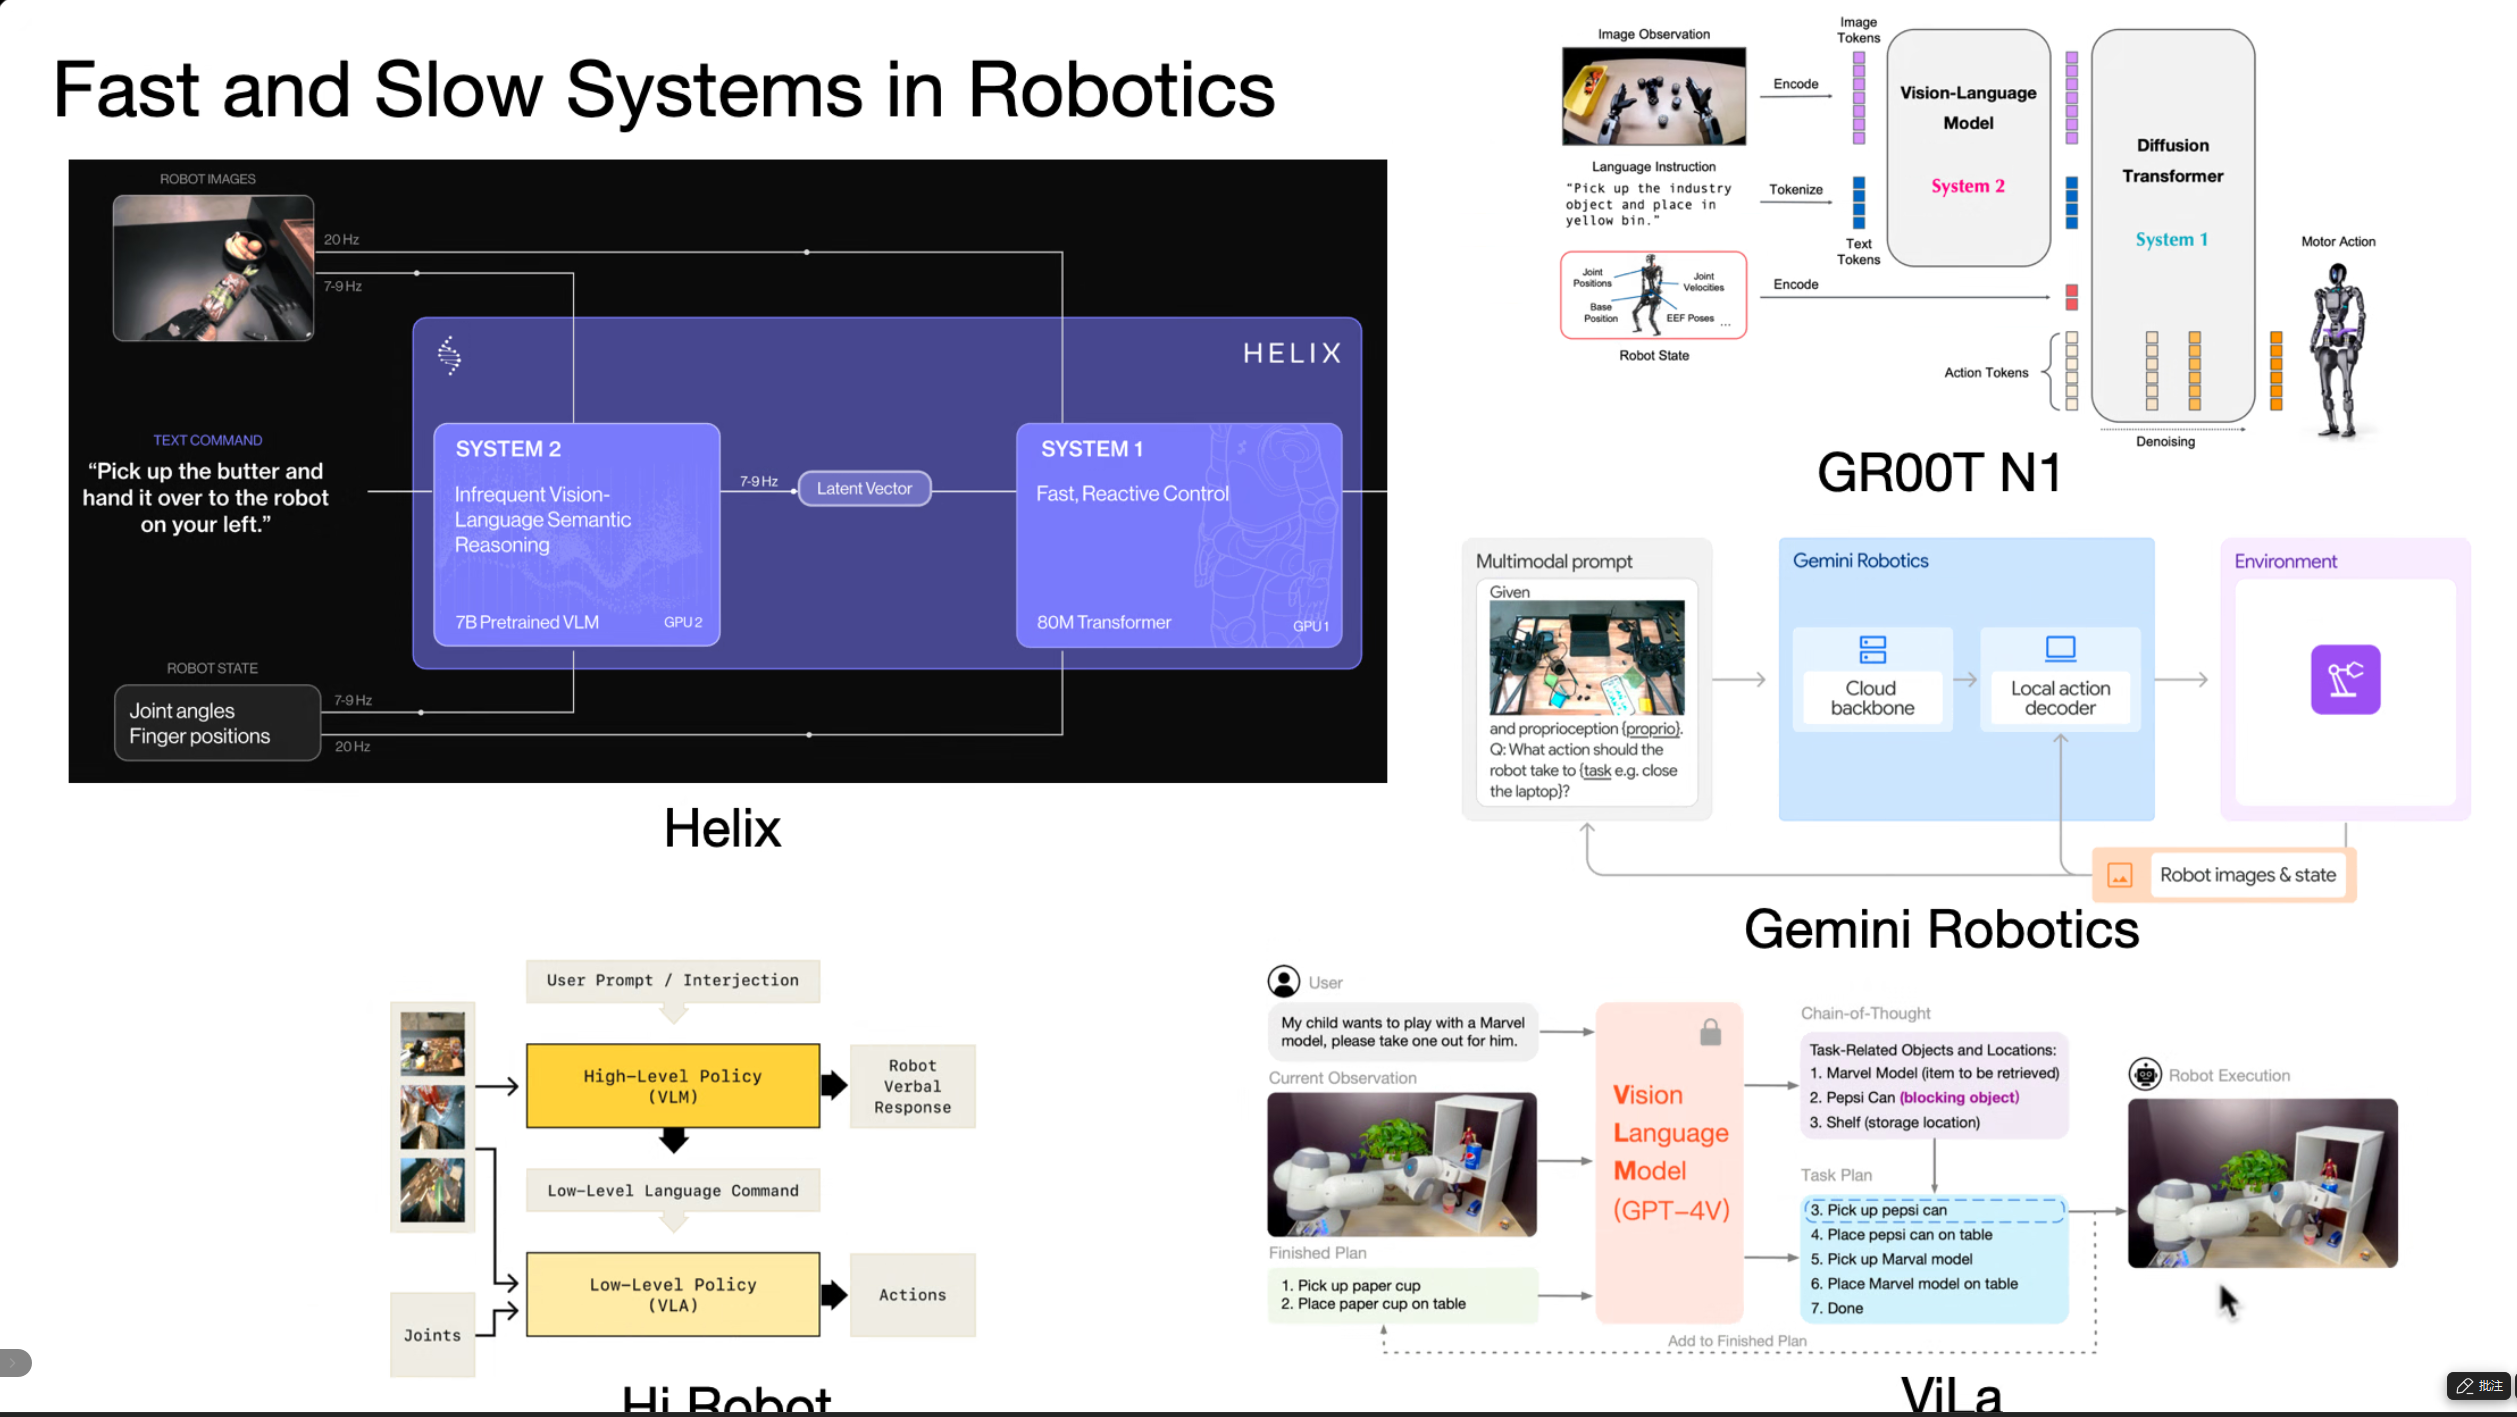 Fast and Slow Systems in Robotics
ROBOT IMAGES
20 Hz
7-9 Hz
HELIX
TEXT COMMAND
“Pick up the butter and
hand it over to the robot
on your left.”
SYSTEM 2
Infrequent Vision-
Language Semantic
Reasoning
7B Pretrained VLM
GPU 2
7-9 Hz
Latent Vector
SYSTEM 1
Fast, Reactive Control
80M Transformer
GPU 1
ROBOT STATE
Joint angles
Finger positions
7-9 Hz
20 Hz
Helix
Image Observation
Encode
Image
Tokens
Language Instruction
“Pick up the industry
object and place in
yellow bin.”
Tokenize
Text
Tokens
Vision-Language
Model
System 2
Diffusion
Transformer
System 1
Joint
Positions
Joint
Velocities
Base
Position
EEF Poses ...
Robot State
Encode
Action Tokens
Denoising
Motor Action
GR00T N1
Multimodal prompt
Given
and proprioception {proprio}.
Q: What action should the
robot take to {task e.g. close
the laptop}?
Gemini Robotics
Cloud
backbone
Local action
decoder
Environment
Robot images & state
Gemini Robotics
User Prompt / Interjection
High-Level Policy
(VLM)
Robot
Verbal
Response
Low-Level Language Command
Low-Level Policy
(VLA)
Actions
Joints
Hi Robot
User
My child wants to play with a Marvel
model, please take one out for him.
Current Observation
Finished Plan
1. Pick up paper cup
2. Place paper cup on table
Vision
Language
Model
(GPT-4V)
Chain-of-Thought
Task-Related Objects and Locations:
1. Marvel Model (item to be retrieved)
2. Pepsi Can (blocking object)
3. Shelf (storage location)
Task Plan
3. Pick up pepsi can
4. Place pepsi can on table
5. Pick up Marval model
6. Place Marvel model on table
7. Done
Robot Execution
Add to Finished Plan
ViLa
批注